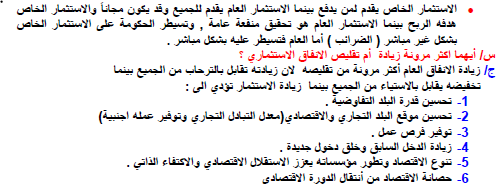 • الاستثمار الخاص يقدم لمن يدفع بينما الاستثمار العام يقدم للجميع وقد يكون مجاناً والاستثمار الخاص
هدفه الربح بينما الاستثمار العام هو تحقيق منفعة عامة , وتسيطر الحكومة على الاستثمار الخاص
بشكل غير مباشر ( الضرائب ) أما العام فتسيطر عليه بشكل مباشر .
س/ أيهما اكثر مرونة زيادة أم تقليص الانفاق الاستثماري ؟
ج/ زيادة الانفاق العام أكثر مرونة من تقليصه لان زيادته تقابل بالترحاب من الجميع بينما
تخفيضه يقابل بالاستياء من الجميع بينما زيادة الاستثمار تؤدي الى :
1- تحسين قدرة البلد التفاوضية .
2- تحسين موقع البلد التجاري والاقتصادي(معدل التبادل التجاري وتوفير عمله اجنبية)
3- توفير فرص عمل .
4- زيادة الدخل السابق وخلق دخول جديدة .
5- تنوع الاقتصاد وتطور مؤسساته يعزز الاستقلال الاقتصادي والاكتفاء الذاتي .
6- حصانة الاقتصاد من أنتقال الدورة الاقتصادي